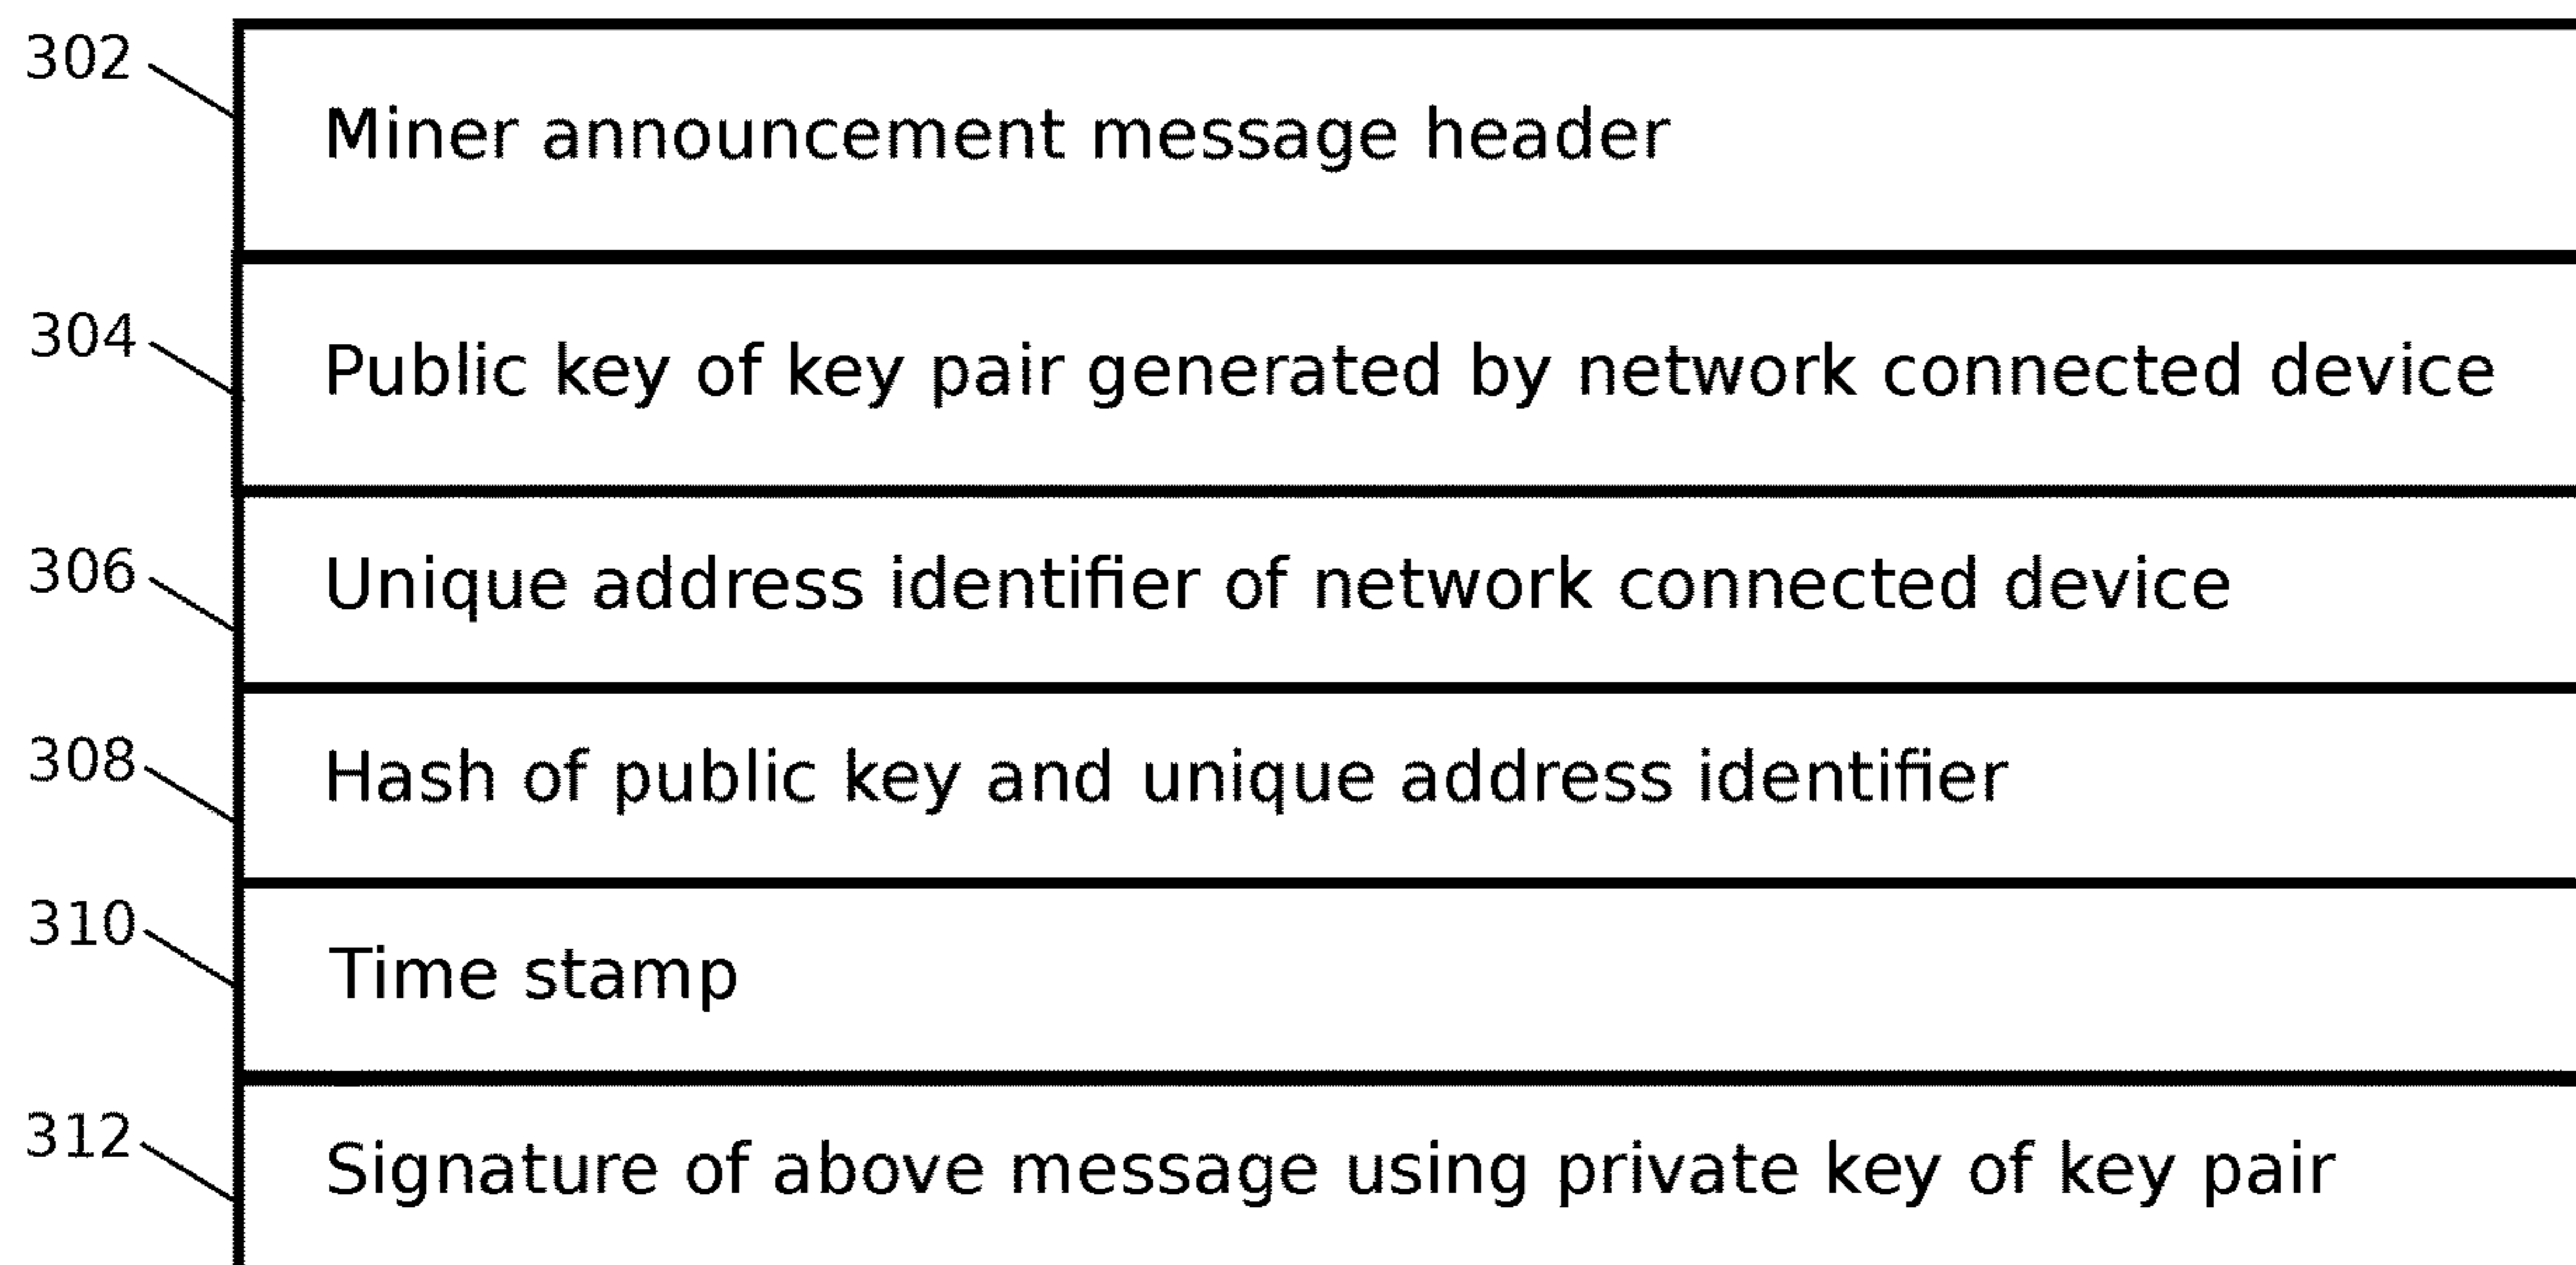 302
Miner announcement message header
304
Public key of key pair generated by network connected device
306
Unique address identifier of network connected device
308
Hash of public key and unique address identifier
310
Time stamp
312
Signature of above message using private key of key pair